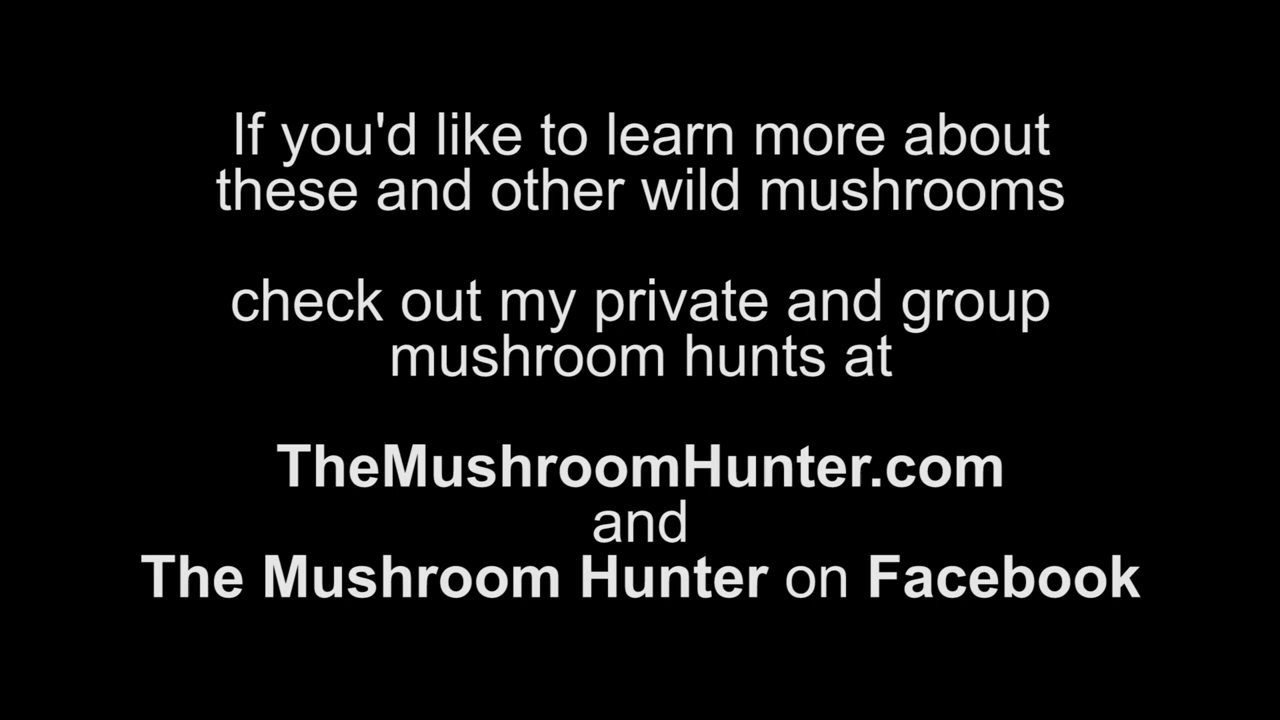 If you'd like to learn more about
these and other wild mushrooms
check out my private and group
mushroom hunts at
TheMushroomHunter.com
and
The Mushroom Hunter on Facebook